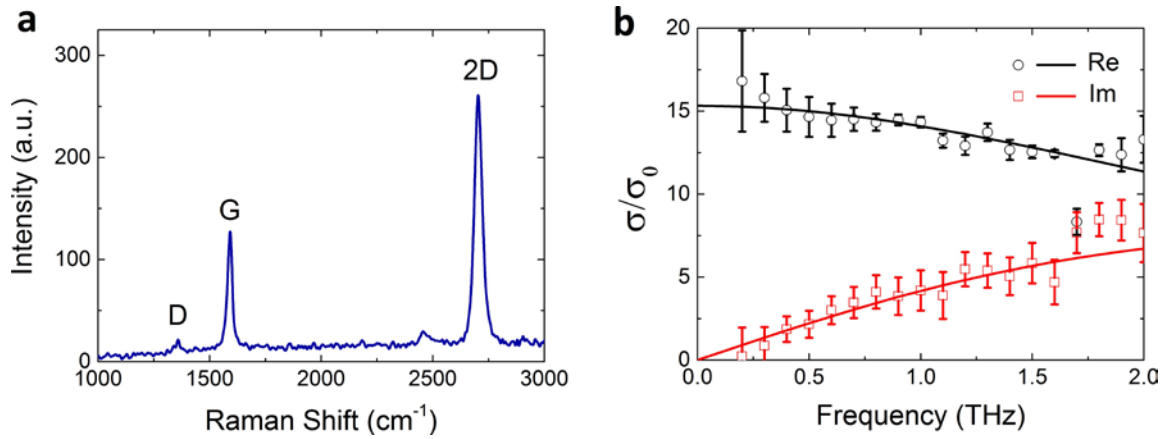 a
300
200
100
0
Intensity (a.u.)
D
G
2D
1000 1500 2000 2500 3000
Raman Shift (cm⁻¹)
b
20
15
10
5
0
σ/σ₀
Re
Im
0.0 0.5 1.0 1.5 2.0
Frequency (THz)